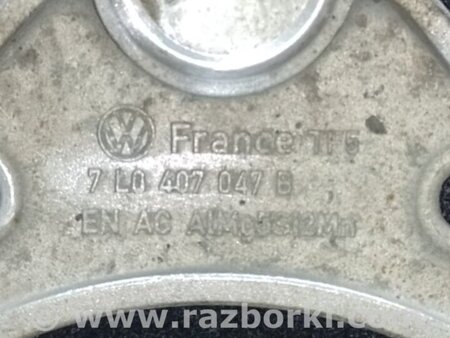 VW France TF5
7 L0 407 047 B
EN AC AlMg5Si2Mn
www.razborki.com